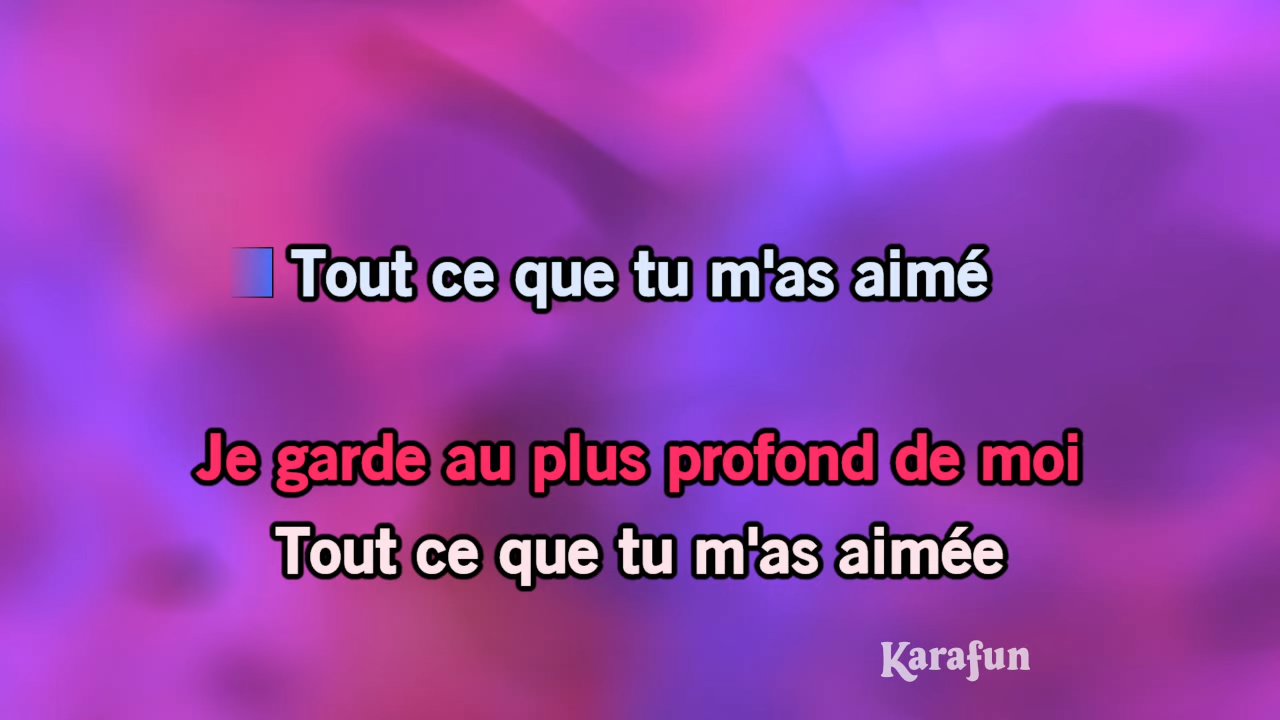 Tout ce que tu m'as aimé
Je garde au plus profond de moi
Tout ce que tu m'as aimée
Karafun